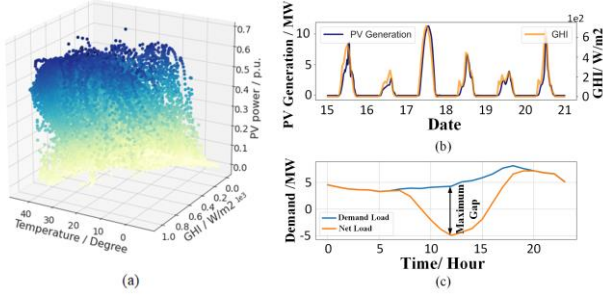 0.7
0.6
0.5
0.4
0.3
0.2
0.1
0.0
PV power / p.u.
40
30
20
10
0
Temperature / Degree
0.0
0.2
0.4
0.6
0.8
1.0
GHI / W/m2 1e3
(a)
PV Generation
GHI
1e2
PV Generation / MW
10
5
0
6
4
2
0
GHI/ W/m2
15 16 17 18 19 20 21
Date
(b)
Demand /MW
5
0
-5
Demand Load
Net Load
Maximum
Gap
0 5 10 15 20
Time/ Hour
(c)